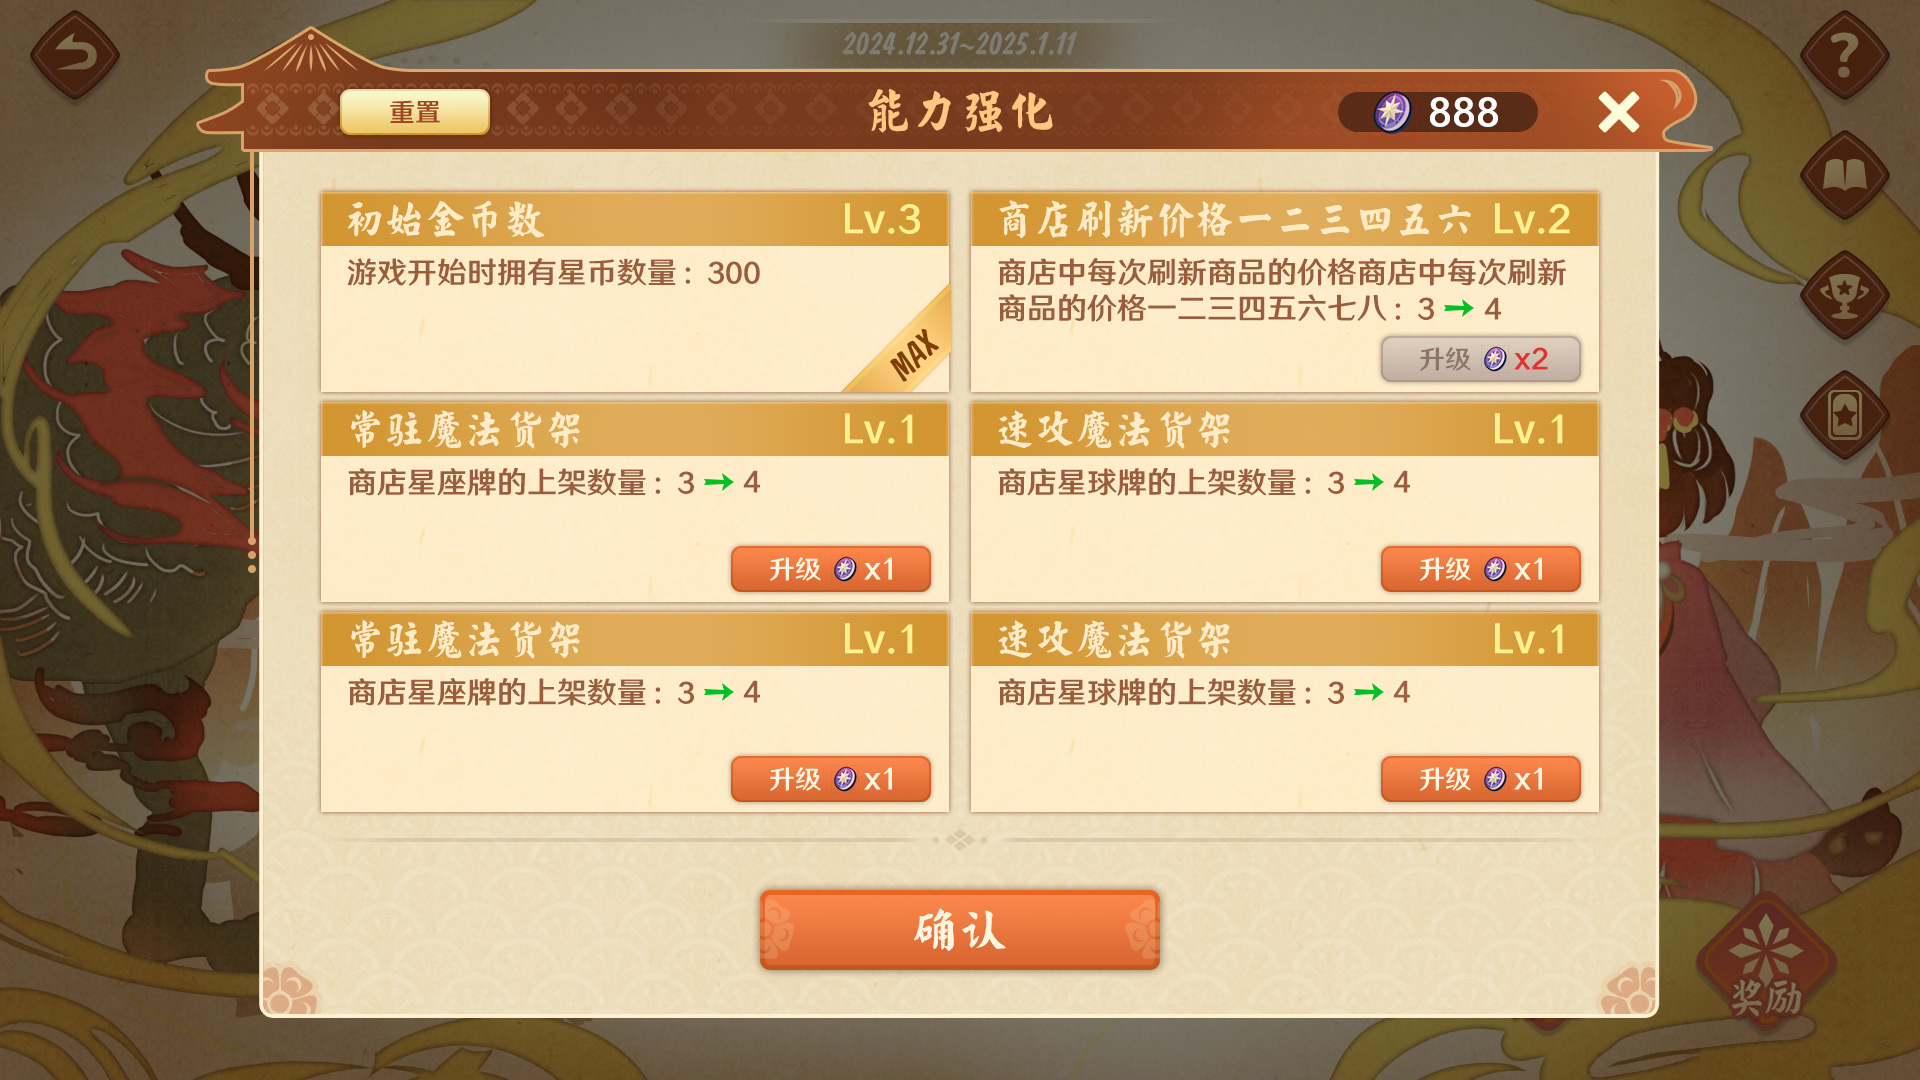 2024.12.31~2025.1.11
重置
能力强化
888
初始金币数 Lv.3
游戏开始时拥有星币数量：300
MAX
商店刷新价格一二三四五六 Lv.2
商店中每次刷新商品的价格商店中每次刷新
商品的价格一二三四五六七八：3 → 4
升级 x2
常驻魔法货架 Lv.1
商店星座牌的上架数量：3 → 4
升级 x1
速攻魔法货架 Lv.1
商店星球牌的上架数量：3 → 4
升级 x1
常驻魔法货架 Lv.1
商店星座牌的上架数量：3 → 4
升级 x1
速攻魔法货架 Lv.1
商店星球牌的上架数量：3 → 4
升级 x1
确认
奖励